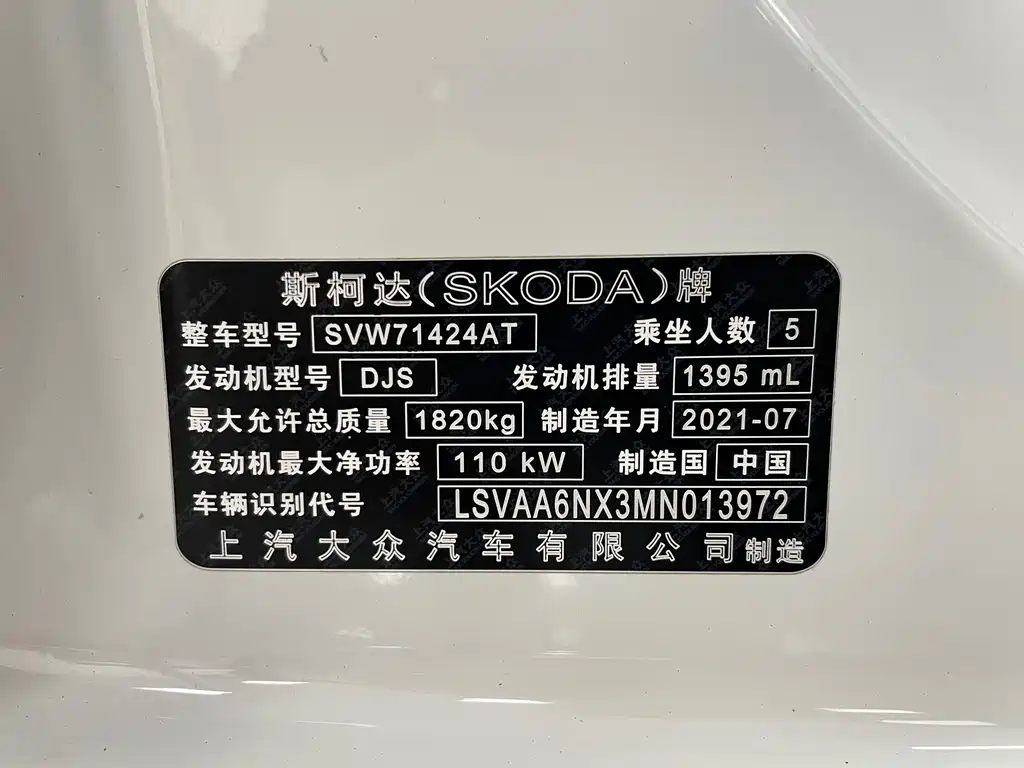 斯柯达(SKODA)牌
整车型号 SVW71424AT 乘坐人数 5
发动机型号 DJS 发动机排量 1395 mL
最大允许总质量 1820kg 制造年月 2021-07
发动机最大净功率 110 kW 制造国 中国
车辆识别代号 LSVAA6NX3MN013972
上汽大众汽车有限公司 制造